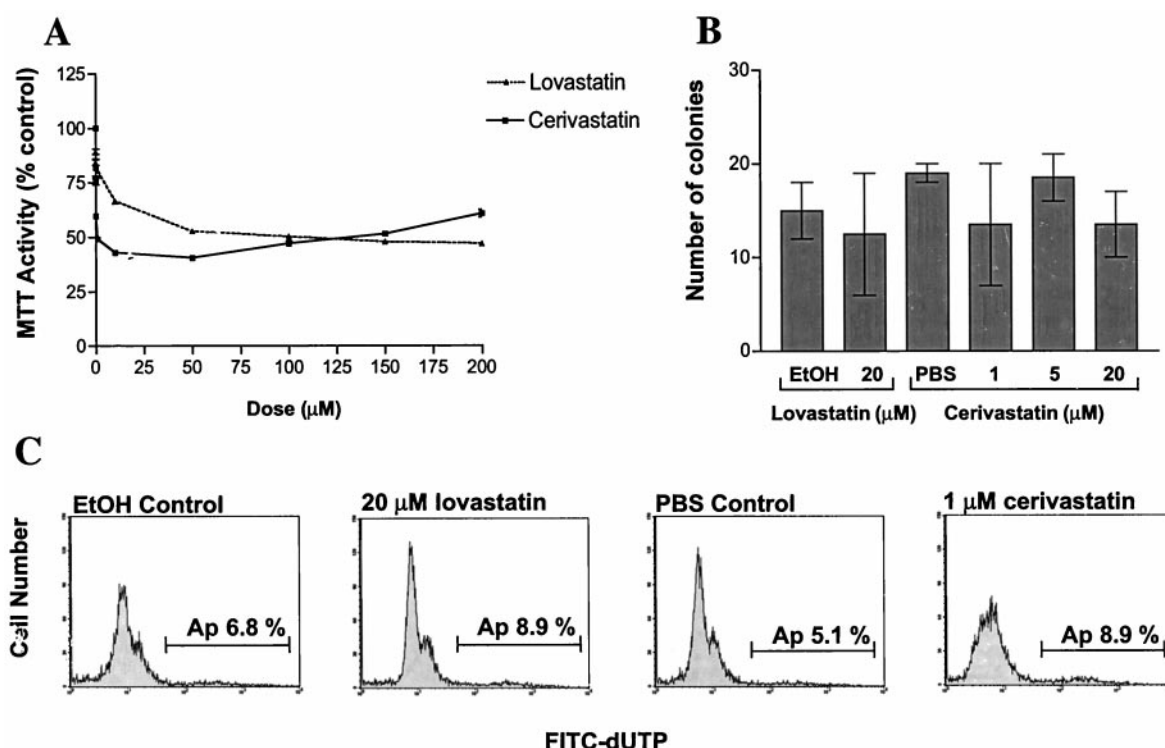 A
MTT Activity (% control)
125
100
75
50
25
0
0 25 50 75 100 125 150 175 200
Dose (µM)
Lovastatin
Cerivastatin
B
Number of colonies
30
20
10
0
EtOH 20 PBS 1 5 20
Lovastatin (µM) Cerivastatin (µM)
C
Cell Number
EtOH Control
Ap 6.8 %
20 µM lovastatin
Ap 8.9 %
PBS Control
Ap 5.1 %
1 µM cerivastatin
Ap 8.9 %
FITC-dUTP